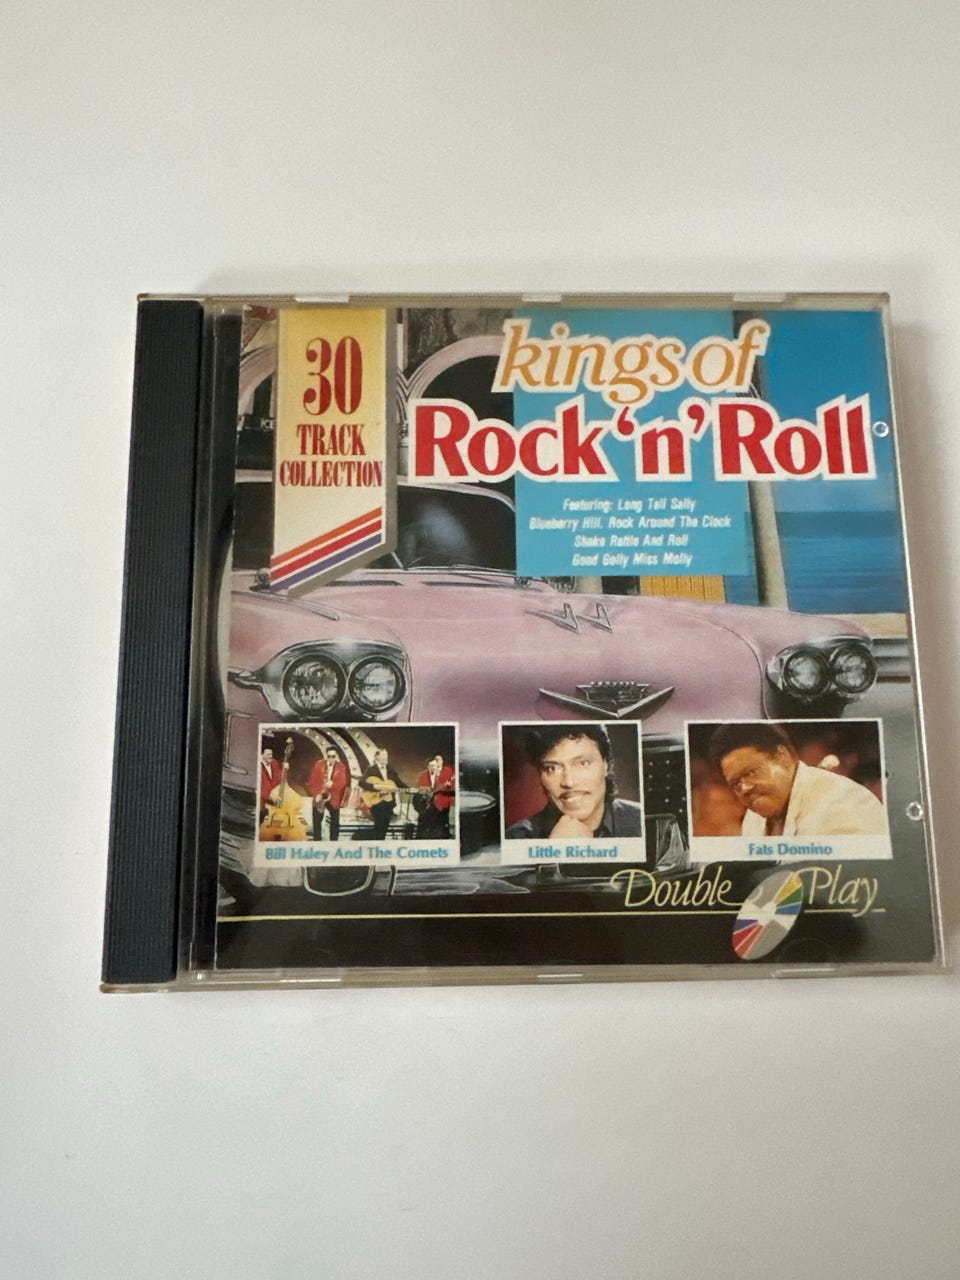 30
TRACK
COLLECTION
kings of
Rock 'n' Roll
Featuring: Long Tall Sally
Blueberry Hill, Rock Around The Clock
Shake Rattle And Roll
Good Golly Miss Molly
Bill Haley And The Comets
Little Richard
Fats Domino
Double Play